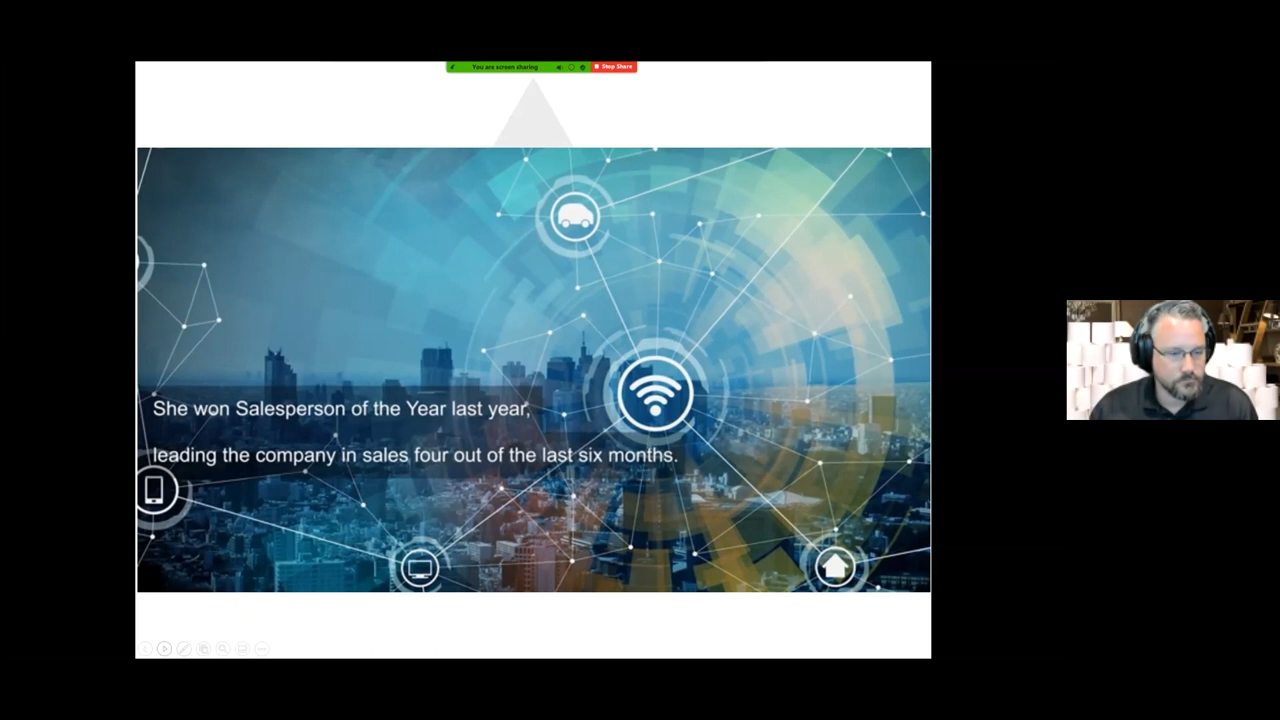 You are screen sharing
Stop Share
She won Salesperson of the Year last year,
leading the company in sales four out of the last six months.